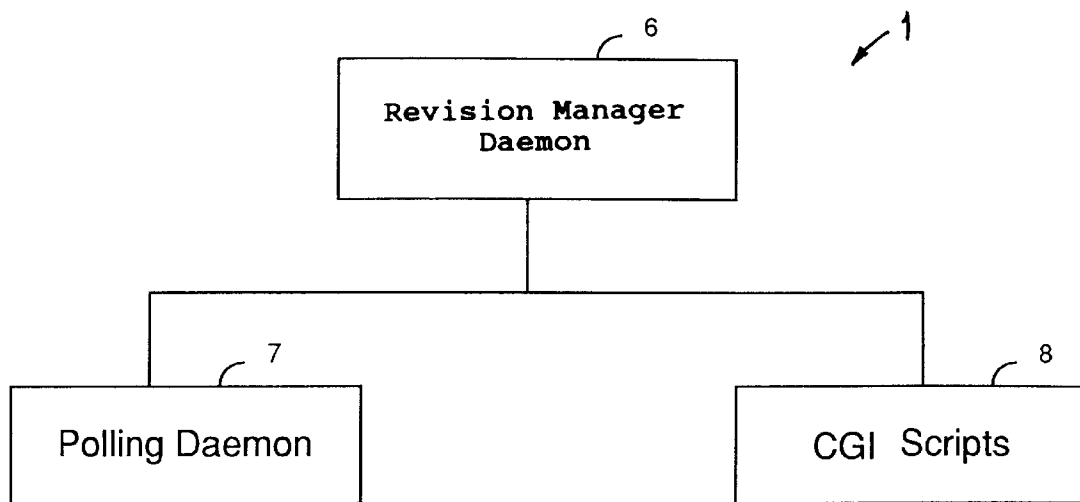 6
1
Revision Manager
Daemon
7
8
Polling Daemon
CGI Scripts